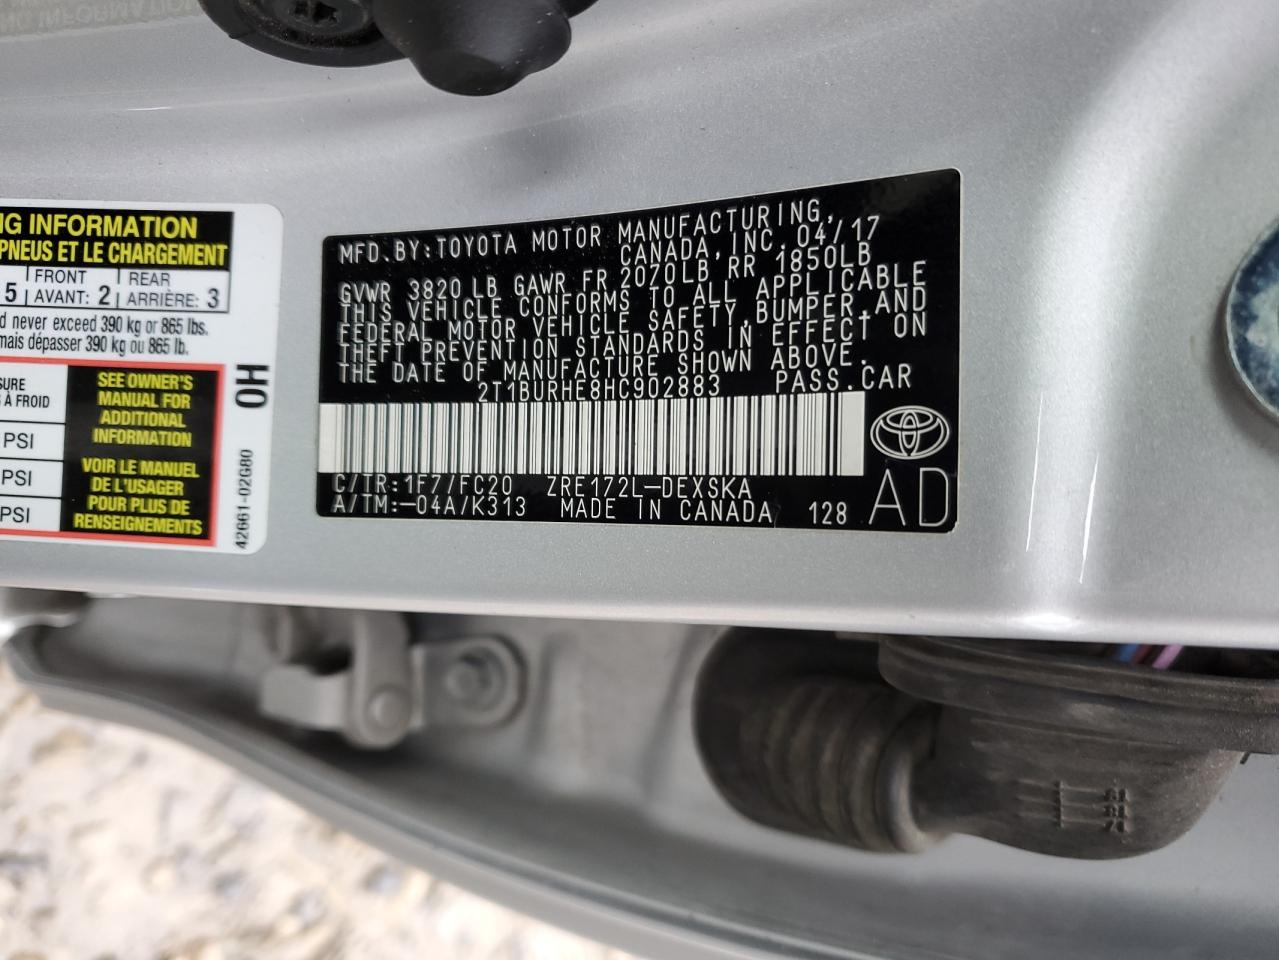 NG INFORMATION
PNEUS ET LE CHARGEMENT
5 FRONT AVANT: 2 REAR ARRIÈRE: 3
d never exceed 390 kg or 865 lbs.
mais dépasser 390 kg ou 865 lb.
SURE
À FROID
PSI
PSI
PSI
SEE OWNER'S
MANUAL FOR
ADDITIONAL
INFORMATION
VOIR LE MANUEL
DE L'USAGER
POUR PLUS DE
RENSEIGNEMENTS
0H
42661-02G80
MFD.BY:TOYOTA MOTOR MANUFACTURING,
CANADA,INC.04/17
GVWR 3820LB GAWR FR 2070LB RR 1850LB
THIS VEHICLE CONFORMS TO ALL APPLICABLE
FEDERAL MOTOR VEHICLE SAFETY,BUMPER,AND
THEFT PREVENTION STANDARDS IN EFFECT ON
THE DATE OF MANUFACTURE SHOWN ABOVE.
2T1BURHE8HC902883 PASS.CAR
C/TR:1F7/FC20 ZRE172L-DEXSKA
A/TM:-04A/K313 MADE IN CANADA 128 AD